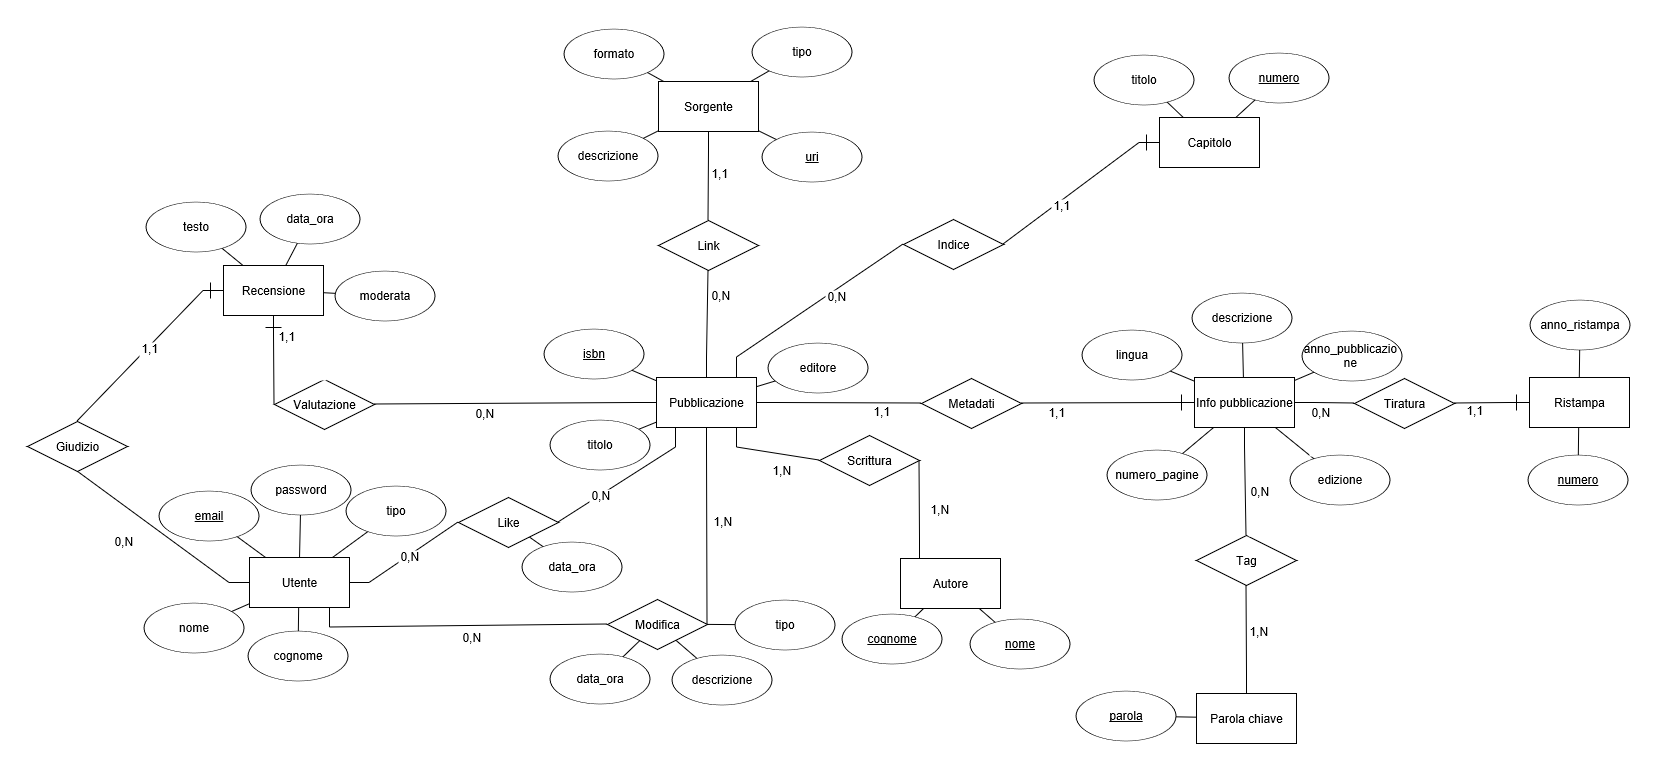 formato
tipo
Sorgente
descrizione
uri
1,1
titolo
numero
Capitolo
1,1
Link
Indice
0,N
0,N
testo
data_ora
Recensione
moderata
1,1
1,1
Valutazione
0,N
Giudizio
0,N
isbn
editore
Pubblicazione
titolo
1,1
Metadati
1,1
lingua
descrizione
anno_pubblicazio
ne
Info pubblicazione
0,N
Tiratura
1,1
anno_ristampa
Ristampa
numero
numero_pagine
edizione
0,N
Tag
1,N
parola
Parola chiave
1,N
Scrittura
1,N
Autore
cognome
nome
email
password
tipo
Utente
nome
cognome
0,N
Like
0,N
data_ora
1,N
0,N
Modifica
tipo
data_ora
descrizione